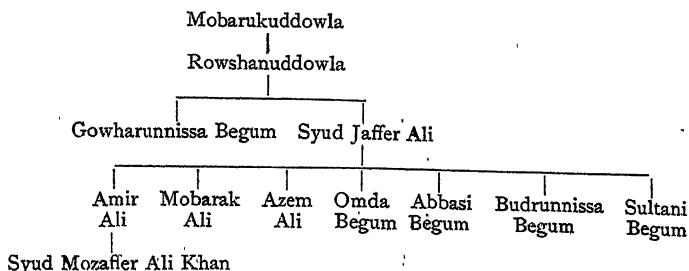 Mobarukuddowla
Rowshanuddowla
Gowharunnissa Begum Syud Jaffer Ali
Amir Mobarak Azem Omda Abbasi Budrunnissa Sultani
Ali Ali Ali Begum Begum Begum Begum
Syud Mozaffer Ali Khan